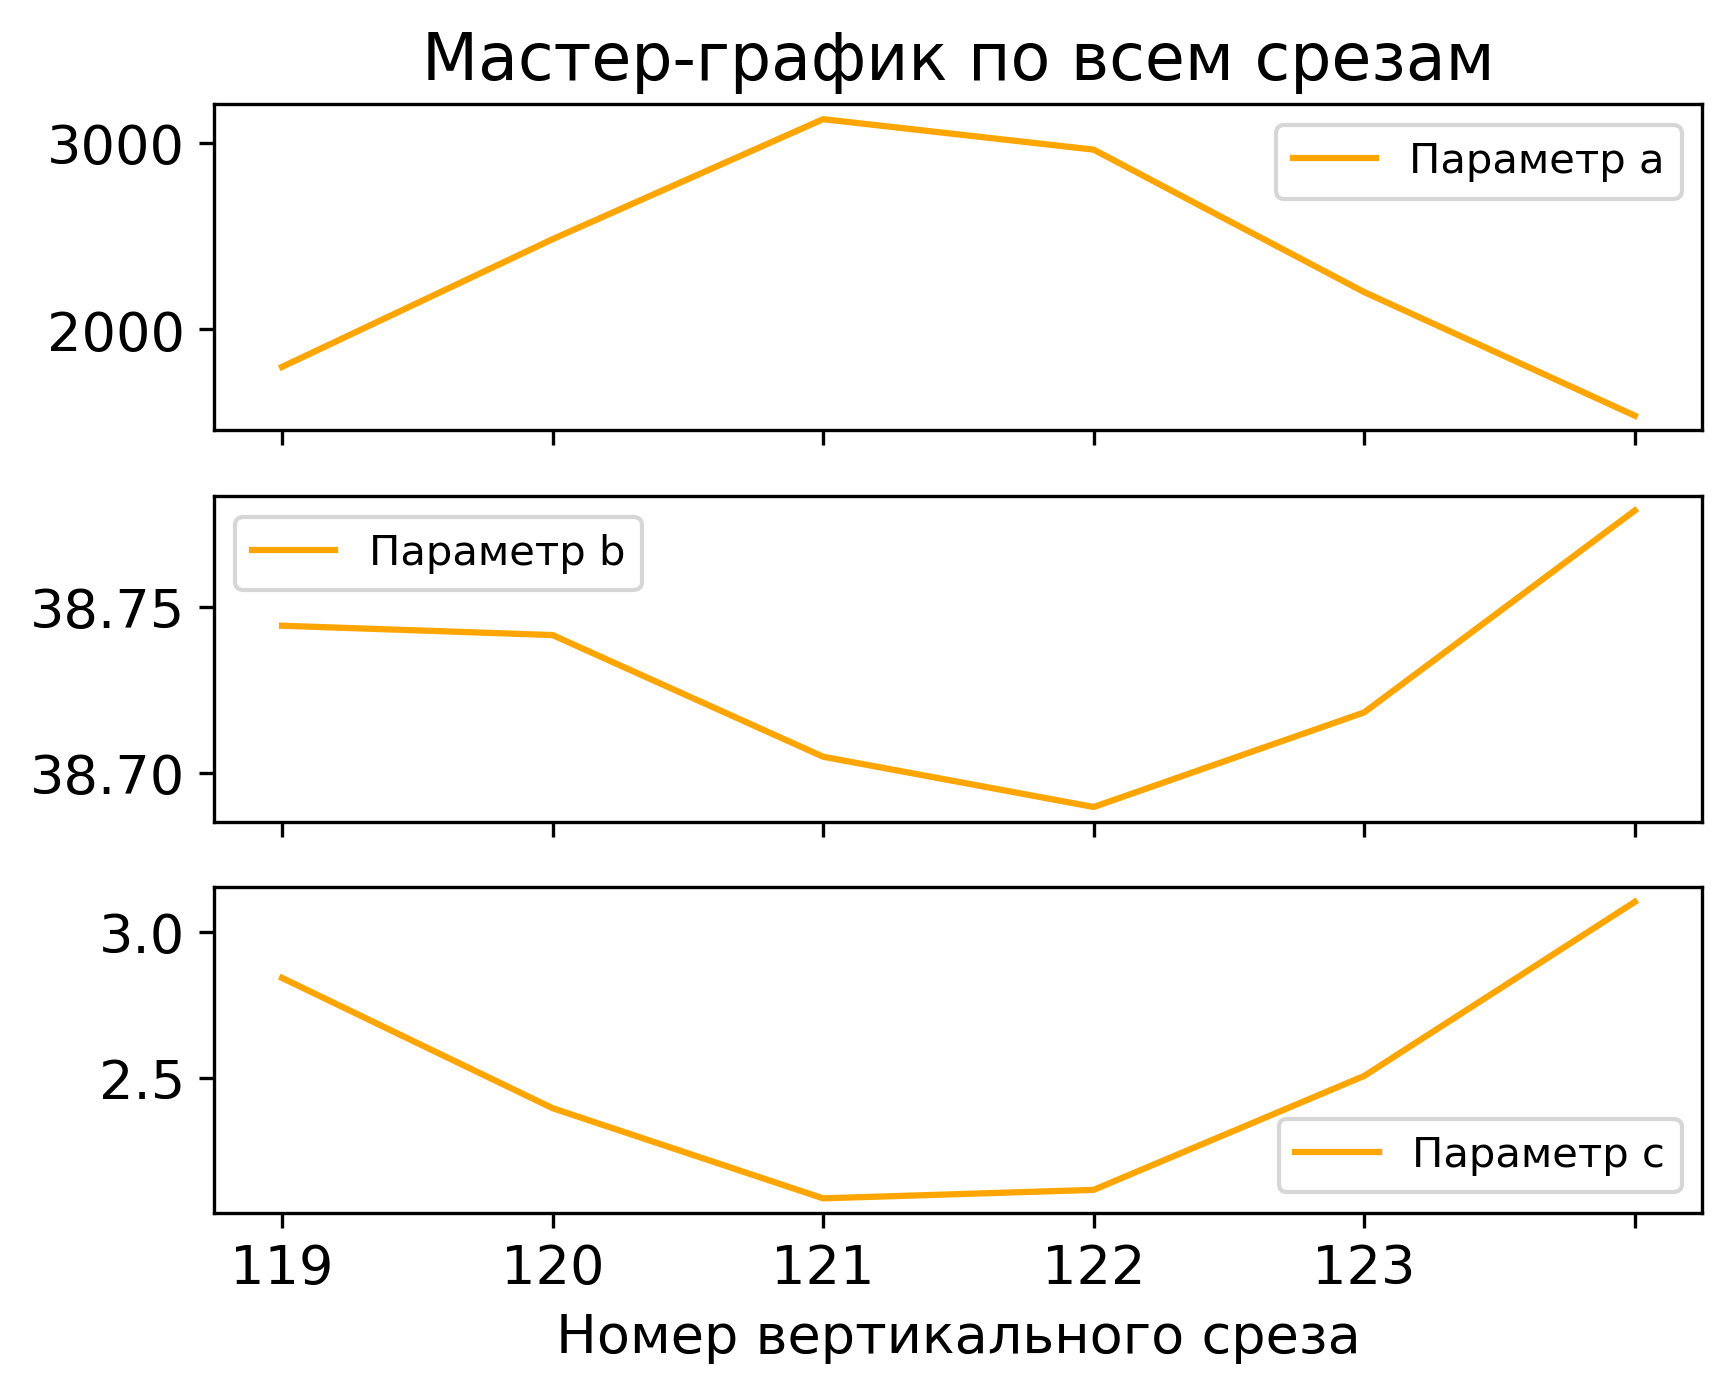 Мастер-график по всем срезам
3000
2000
Параметр a
38.75
38.70
Параметр b
3.0
2.5
Параметр c
119 120 121 122 123
Номер вертикального среза